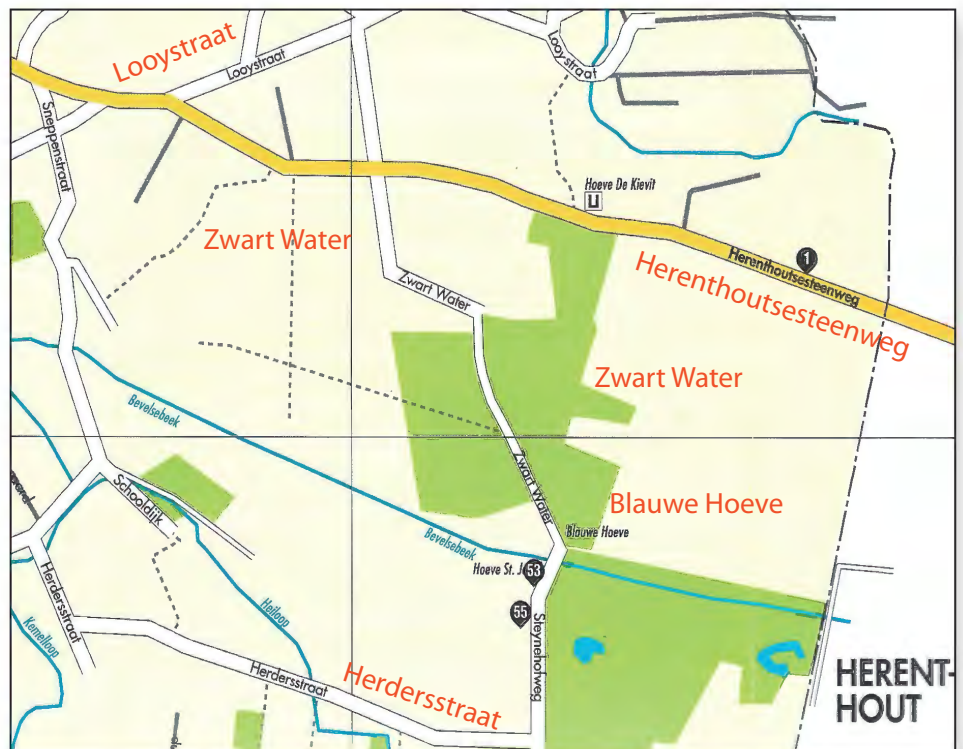 Looystraat
Looystraat
Looystraat
Sneppenstraat
Hoeve De Kievit
U
Zwart Water
1
Herenthoutsesteenweg
Herenthoutsesteenweg
Zwart Water
Zwart Water
Bevelsebeek
Zwart Water
Schooldijk
Blauwe Hoeve
Blauwe Hoeve
Bevelsebeek
Hoeve St.
53
55
Herdersstraat
Heiloop
Kemelloop
Steynehofweg
Herdersstraat
Herdersstraat
HERENT-
HOUT